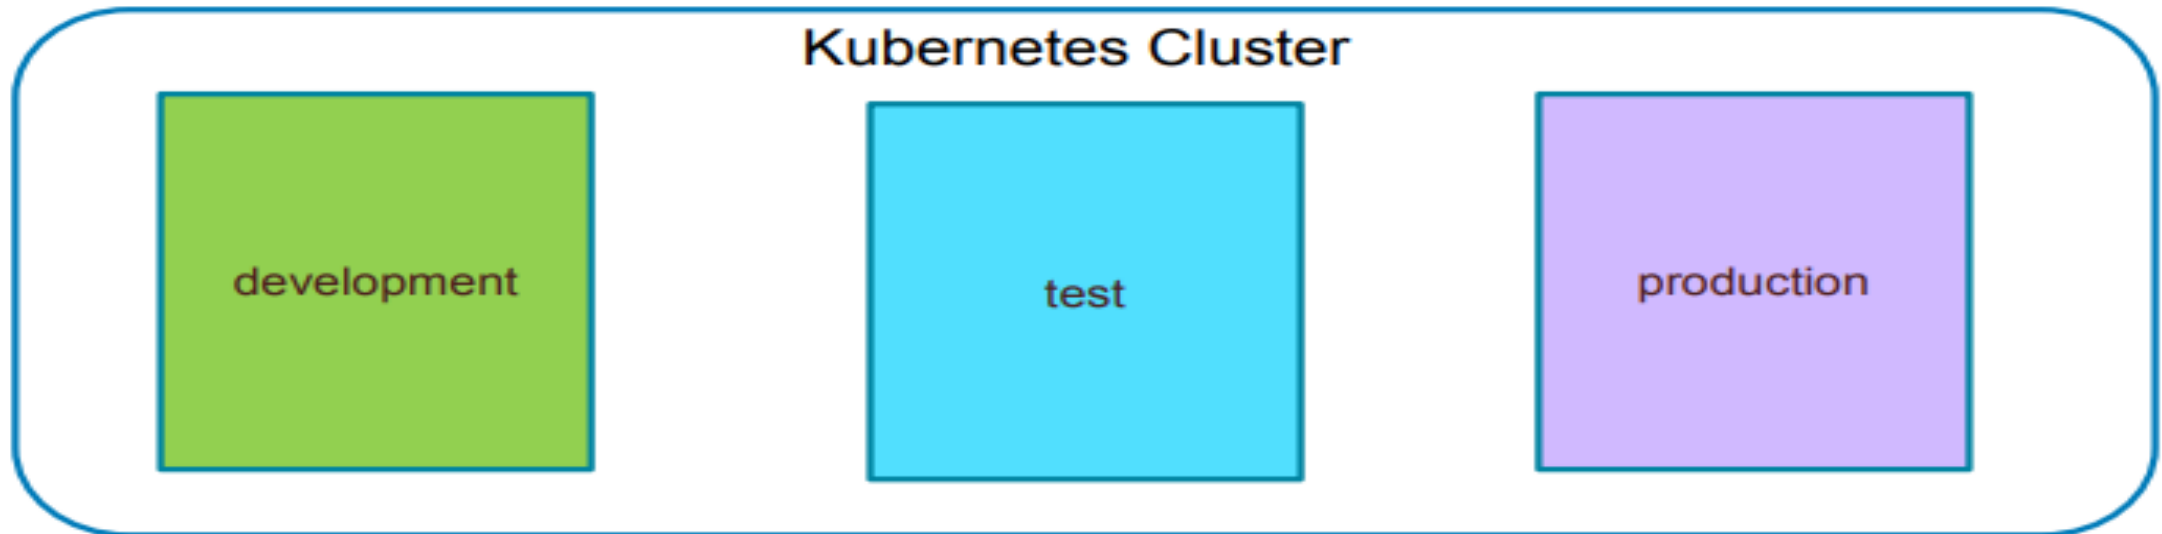 Kubernetes Cluster
development
test
production